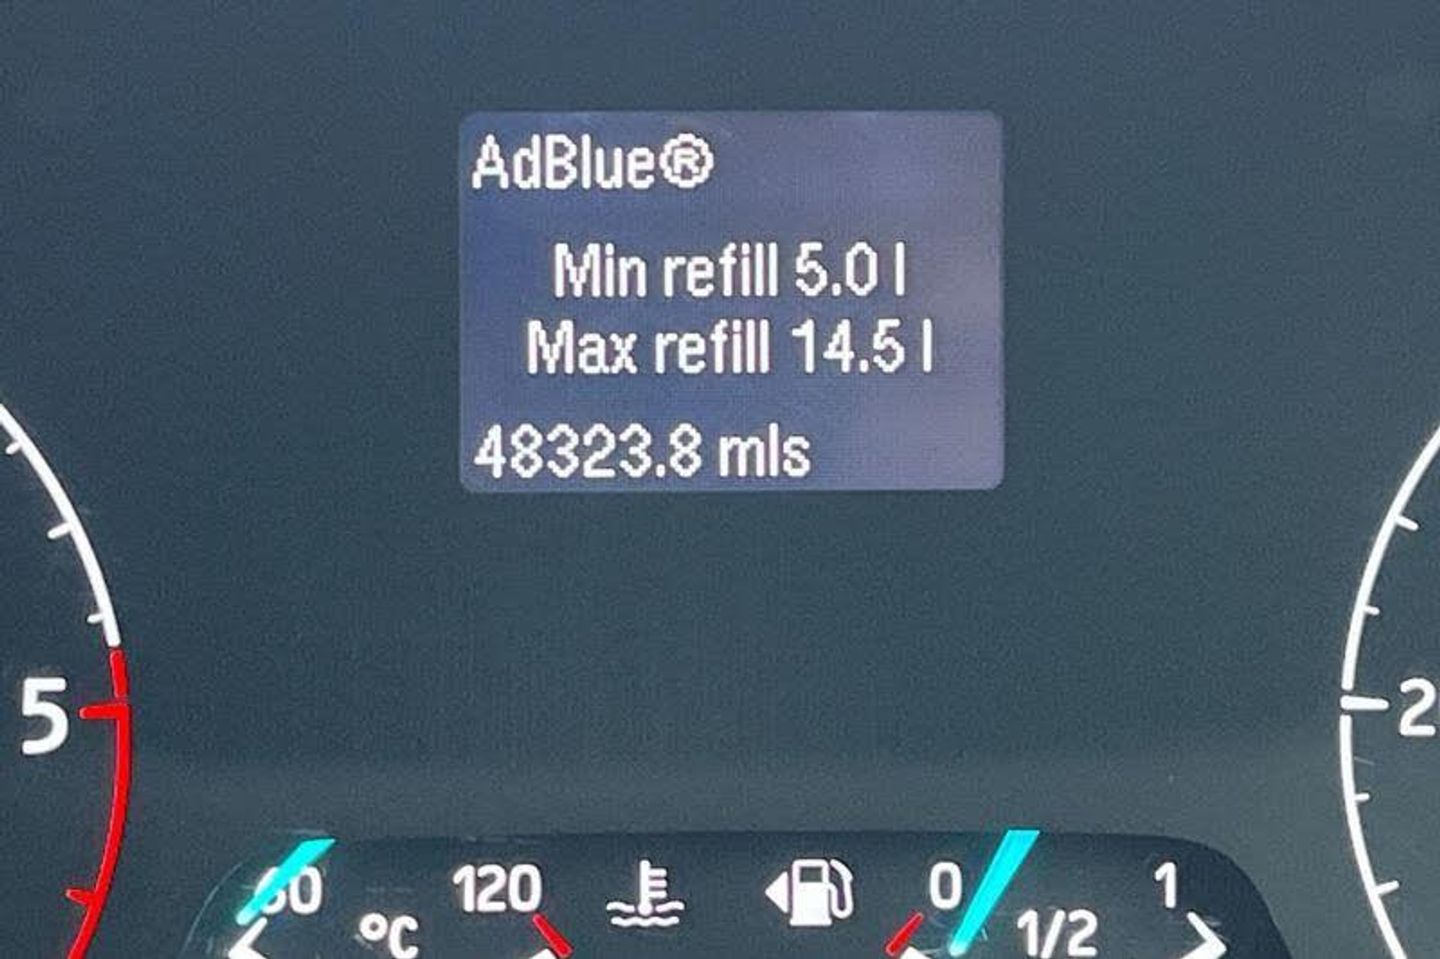 AdBlue®
Min refill 5.0 l
Max refill 14.5 l
48323.8 mls
5
2
60 120 0 1
°C 1/2